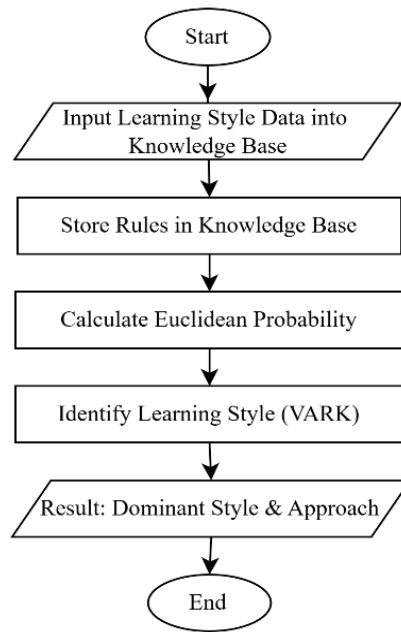 Start
Input Learning Style Data into
Knowledge Base
Store Rules in Knowledge Base
Calculate Euclidean Probability
Identify Learning Style (VARK)
Result: Dominant Style & Approach
End